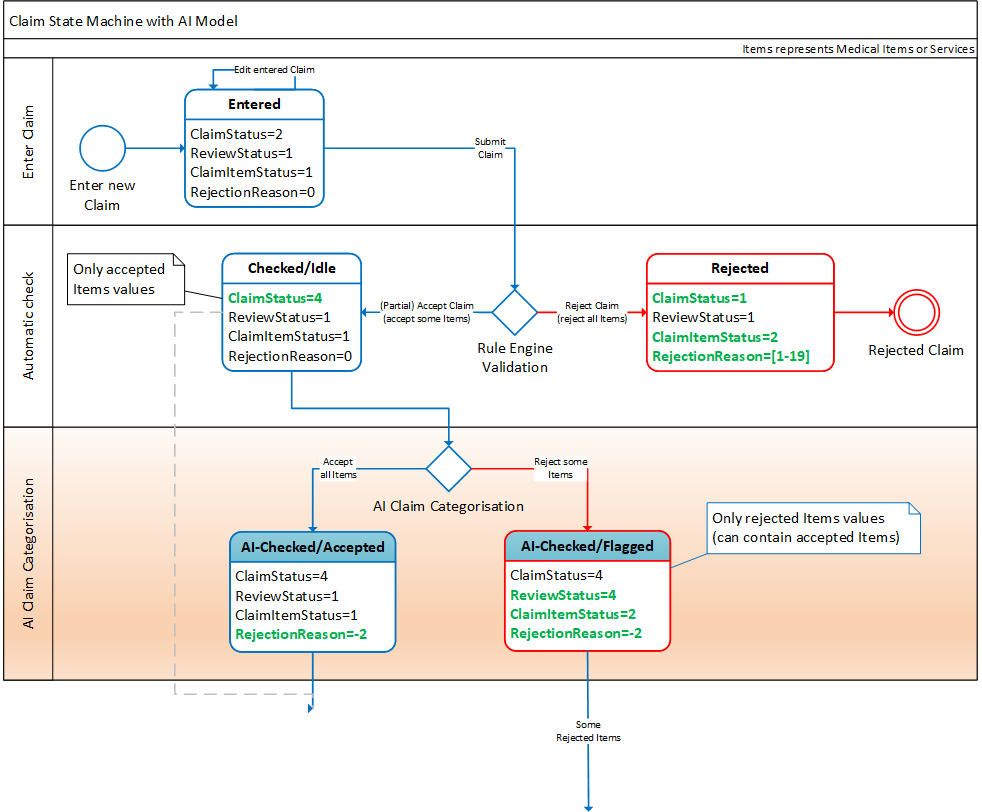 Claim State Machine with AI Model
Items represents Medical Items or Services
Enter Claim
Edit entered Claim
Entered
ClaimStatus=2
ReviewStatus=1
ClaimItemStatus=1
RejectionReason=0
Enter new
Claim
Submit
Claim
Automatic check
Only accepted
Items values
Checked/Idle
ClaimStatus=4
ReviewStatus=1
ClaimItemStatus=1
RejectionReason=0
(Partial) Accept Claim
(accept some Items)
Rule Engine
Validation
Reject Claim
(reject all Items)
Rejected
ClaimStatus=1
ReviewStatus=1
ClaimItemStatus=2
RejectionReason=[1-19]
Rejected Claim
AI Claim Categorisation
Accept
all Items
Reject some
Items
AI Claim Categorisation
AI-Checked/Accepted
ClaimStatus=4
ReviewStatus=1
ClaimItemStatus=1
RejectionReason=-2
AI-Checked/Flagged
ClaimStatus=4
ReviewStatus=4
ClaimItemStatus=2
RejectionReason=-2
Only rejected Items values
(can contain accepted Items)
Some
Rejected Items